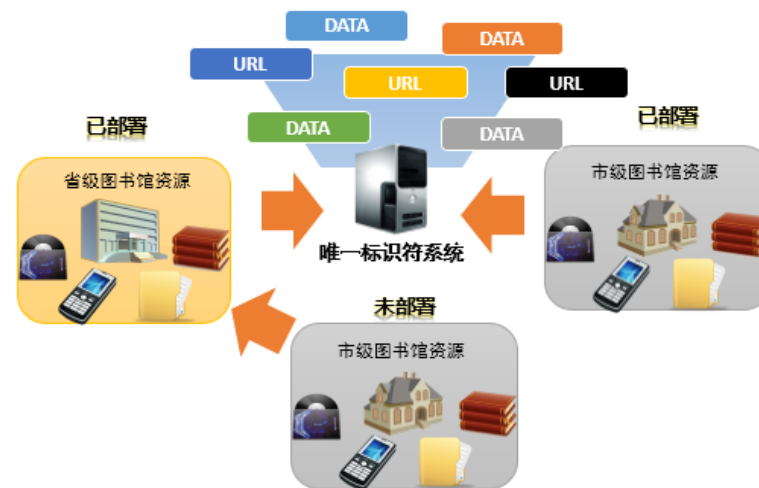 DATA
DATA
URL
URL
URL
DATA
DATA
已部署
已部署
省级图书馆资源
市级图书馆资源
唯一标识符系统
未部署
市级图书馆资源